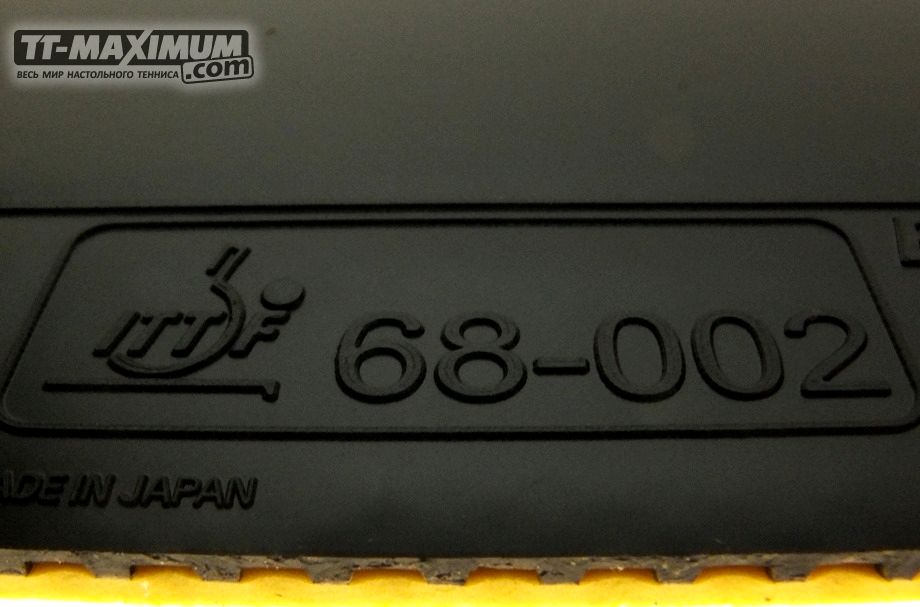 TT-MAXIMUM
.com
ВЕСЬ МИР НАСТОЛЬНОГО ТЕННИСА
ITTF 68-002
ADE IN JAPAN